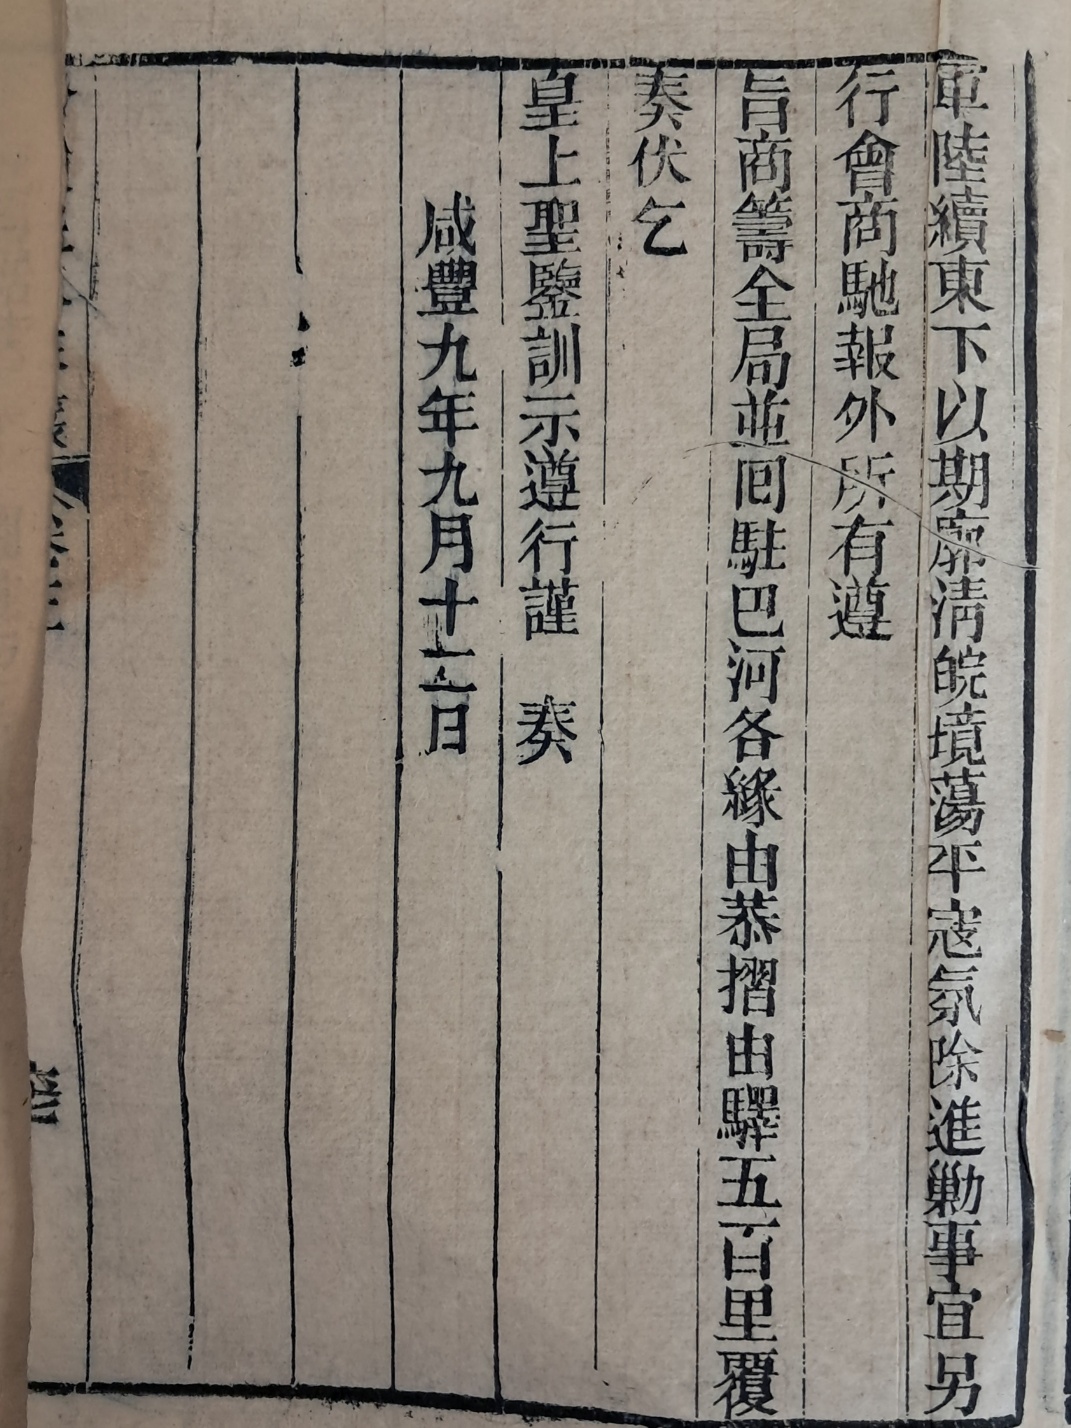 軍陸續東下以期廓清皖境蕩平寇氛除進勦事宜另
行會商馳報外所有遵
旨商籌全局並囘駐巴河各緣由恭摺由驛五百里覆
奏伏乞
皇上聖鑒訓示遵行謹 奏
咸豐九年九月十二日